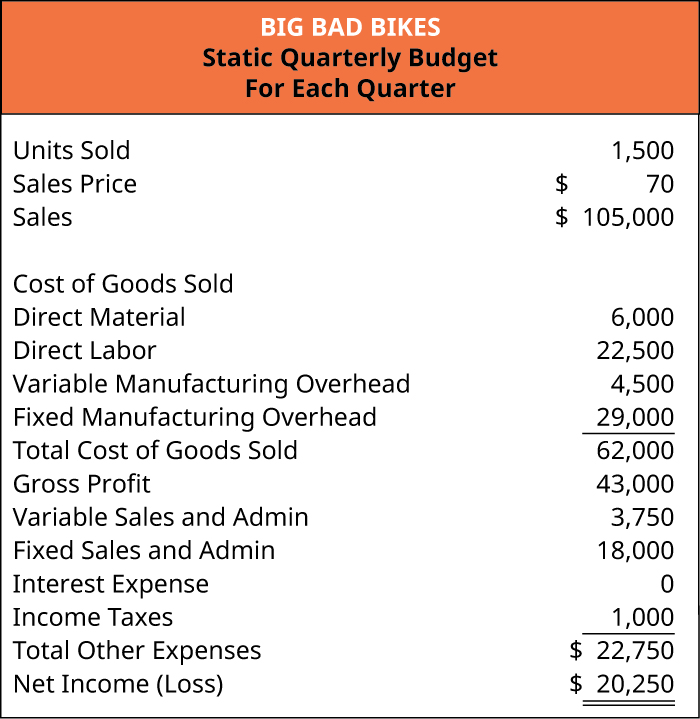 BIG BAD BIKES
Static Quarterly Budget
For Each Quarter
Units Sold 1,500
Sales Price $ 70
Sales $ 105,000
Cost of Goods Sold
Direct Material 6,000
Direct Labor 22,500
Variable Manufacturing Overhead 4,500
Fixed Manufacturing Overhead 29,000
Total Cost of Goods Sold 62,000
Gross Profit 43,000
Variable Sales and Admin 3,750
Fixed Sales and Admin 18,000
Interest Expense 0
Income Taxes 1,000
Total Other Expenses $ 22,750
Net Income (Loss) $ 20,250